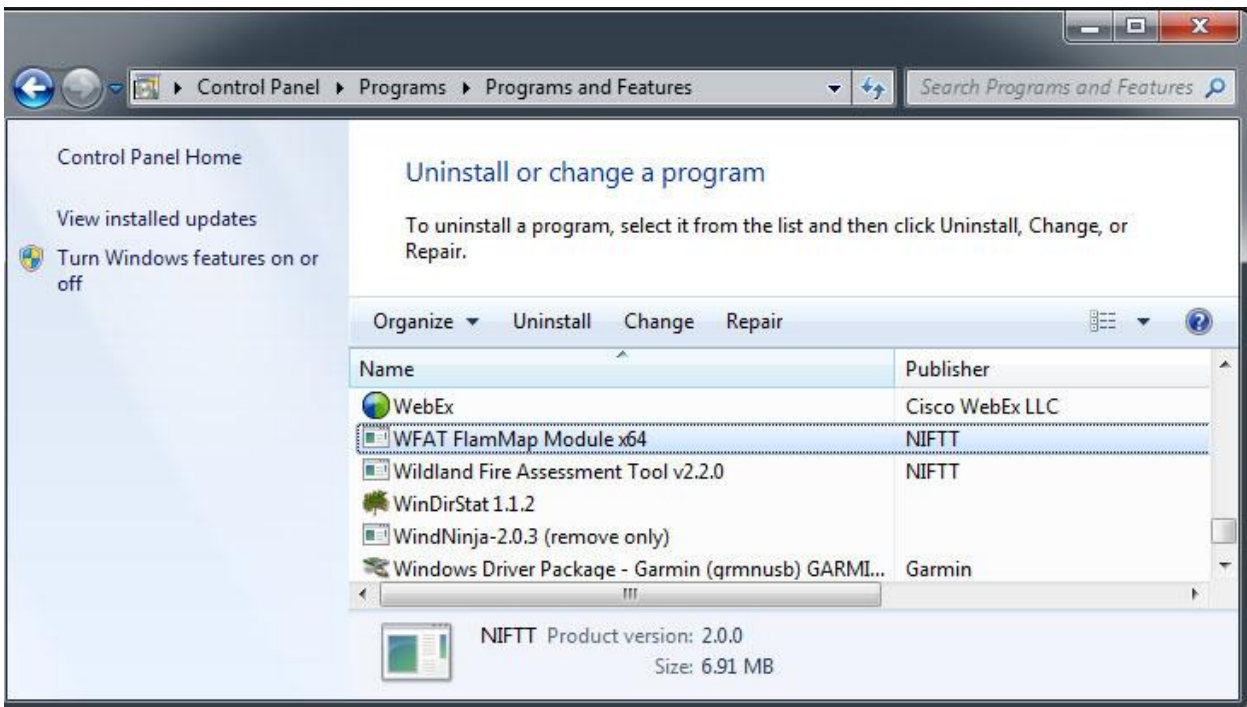 Control Panel Programs Programs and Features Search Programs and Features
Control Panel Home
View installed updates
Turn Windows features on or
off
Uninstall or change a program
To uninstall a program, select it from the list and then click Uninstall, Change, or
Repair.
Organize Uninstall Change Repair
Name Publisher
WebEx Cisco WebEx LLC
WFAT FlamMap Module x64 NIFTT
Wildland Fire Assessment Tool v2.2.0 NIFTT
WinDirStat 1.1.2
WindNinja-2.0.3 (remove only)
Windows Driver Package - Garmin (grmnusb) GARMI... Garmin
NIFTT Product version: 2.0.0
Size: 6.91 MB